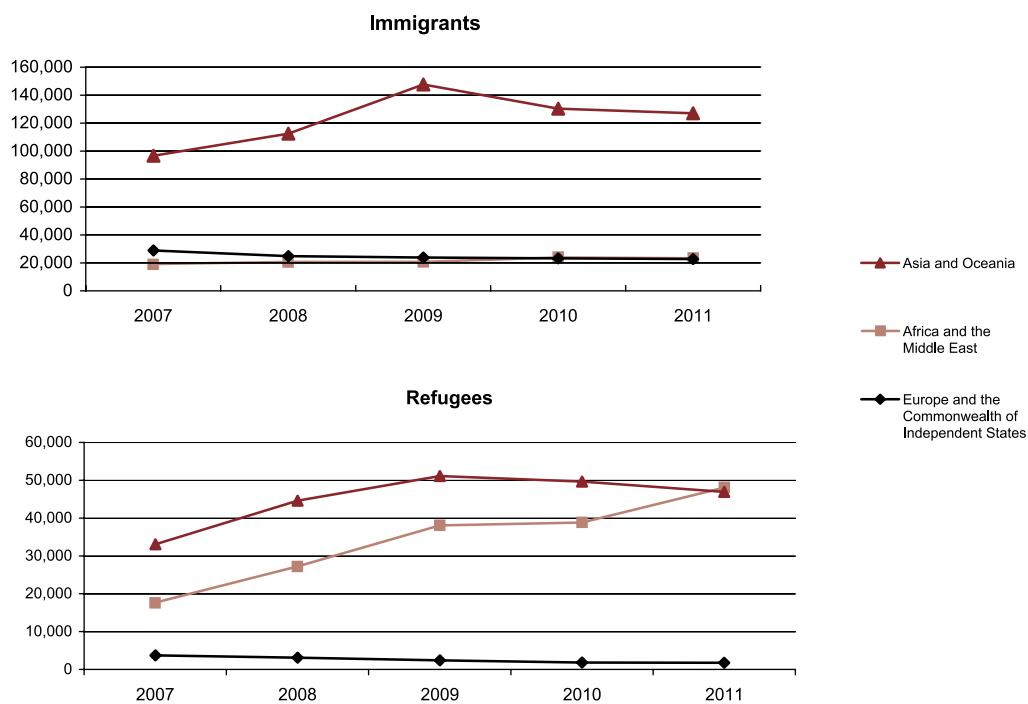 Immigrants
160,000
140,000
120,000
100,000
80,000
60,000
40,000
20,000
0
2007 2008 2009 2010 2011
Asia and Oceania
Africa and the
Middle East
Europe and the
Commonwealth of
Independent States
Refugees
60,000
50,000
40,000
30,000
20,000
10,000
0
2007 2008 2009 2010 2011